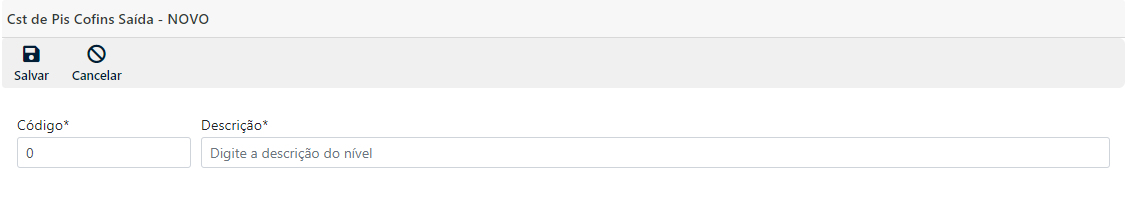 Cst de Pis Cofins Saída - NOVO
Salvar Cancelar
Código* Descrição*
0 Digite a descrição do nível